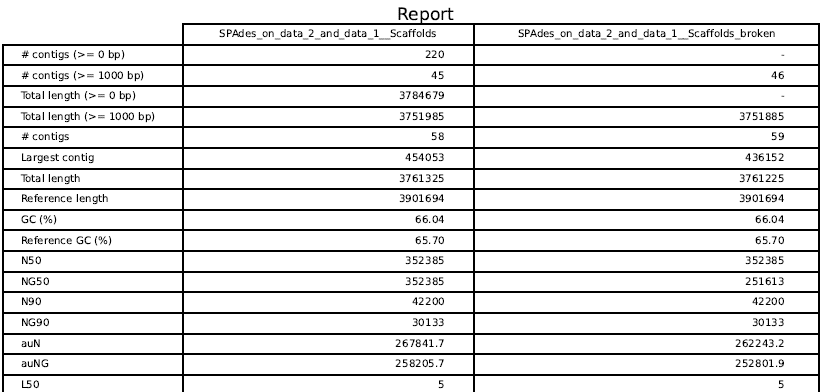 Report
SPAdes_on_data_2_and_data_1__Scaffolds SPAdes_on_data_2_and_data_1__Scaffolds_broken
# contigs (>= 0 bp) 220 -
# contigs (>= 1000 bp) 45 46
Total length (>= 0 bp) 3784679 -
Total length (>= 1000 bp) 3751985 3751885
# contigs 58 59
Largest contig 454053 436152
Total length 3761325 3761225
Reference length 3901694 3901694
GC (%) 66.04 66.04
Reference GC (%) 65.70 65.70
N50 352385 352385
NG50 352385 251613
N90 42200 42200
NG90 30133 30133
auN 267841.7 262243.2
auNG 258205.7 252801.9
L50 5 5